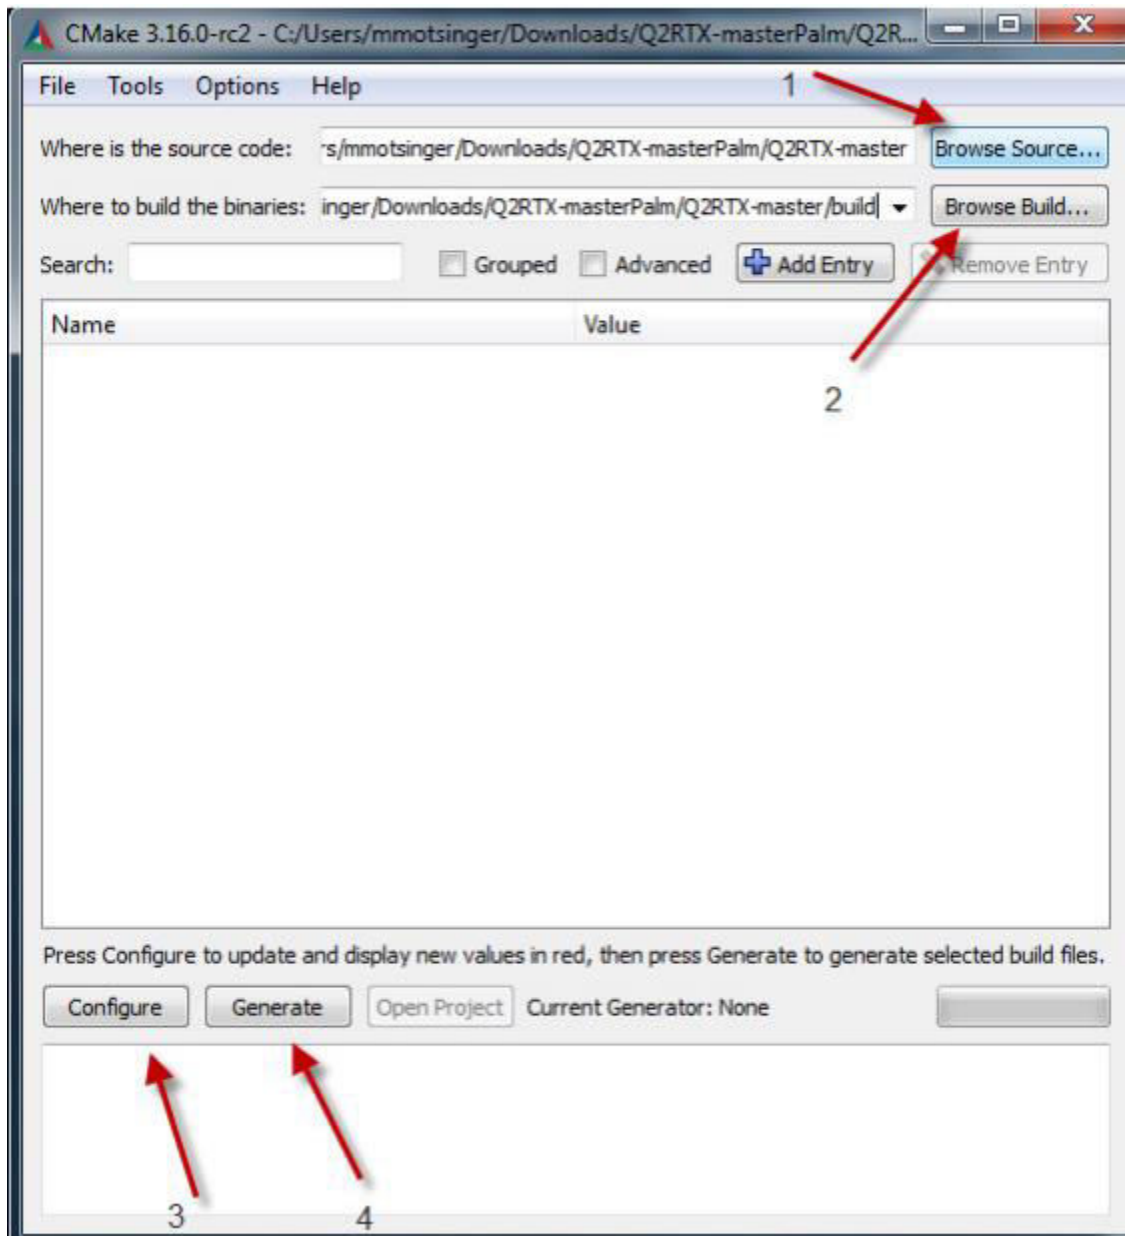 CMake 3.16.0-rc2 - C:/Users/mmotsinger/Downloads/Q2RTX-masterPalm/Q2R...
File Tools Options Help 1
Where is the source code: rs/mmotsinger/Downloads/Q2RTX-masterPalm/Q2RTX-master Browse Source...
Where to build the binaries: inger/Downloads/Q2RTX-masterPalm/Q2RTX-master/build Browse Build...
Search: Grouped Advanced Add Entry Remove Entry
Name Value
2
Press Configure to update and display new values in red, then press Generate to generate selected build files.
Configure Generate Open Project Current Generator: None
3 4